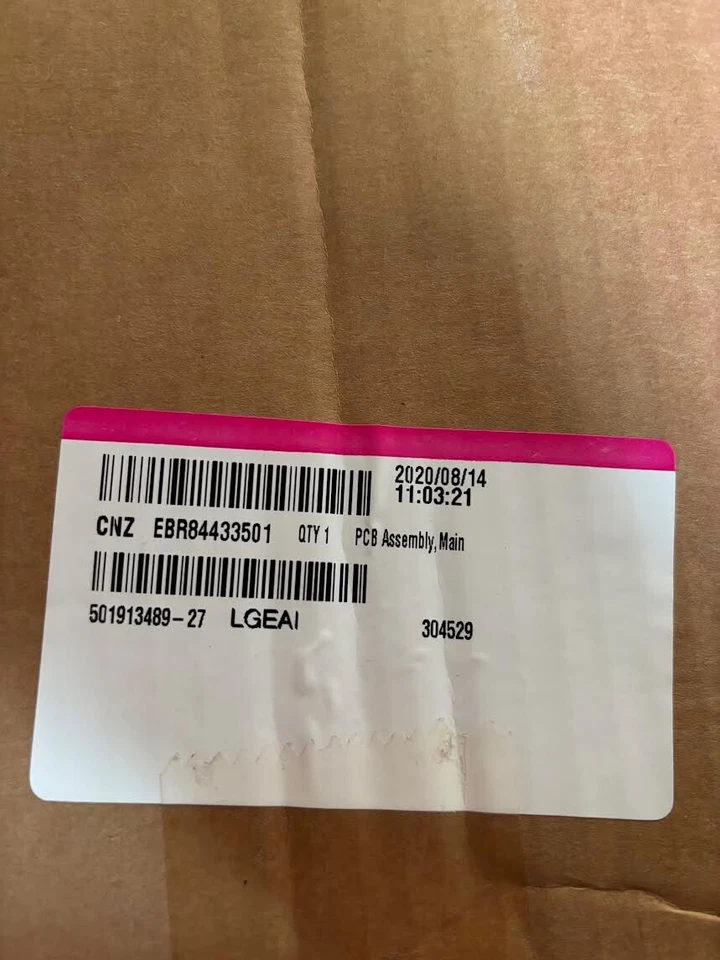 2020/08/14
11:03:21
CNZ EBR84433501 QTY 1 PCB Assembly, Main
501913489-27 LGEAI 304529